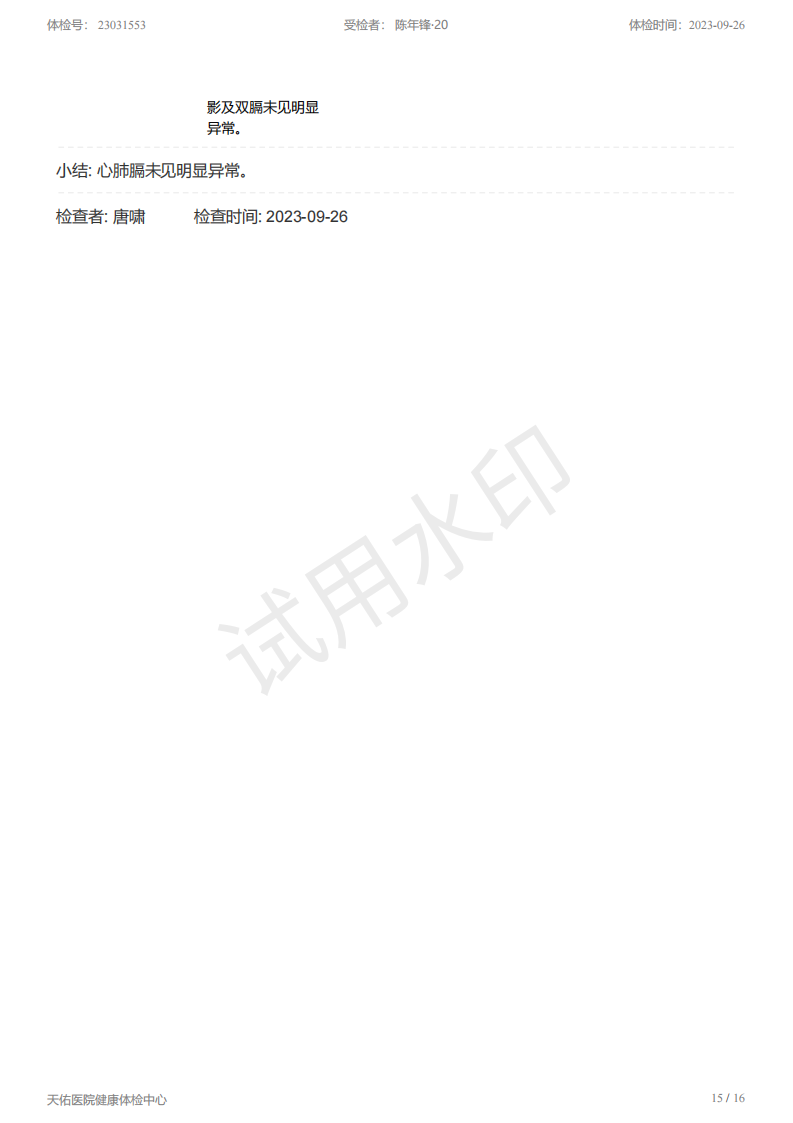 体检号： 23031553 受检者： 陈年锋·20 体检时间：2023-09-26
影及双膈未见明显
异常。
小结: 心肺膈未见明显异常。
检查者: 唐啸 检查时间: 2023-09-26
试用水印
天佑医院健康体检中心 15 / 16